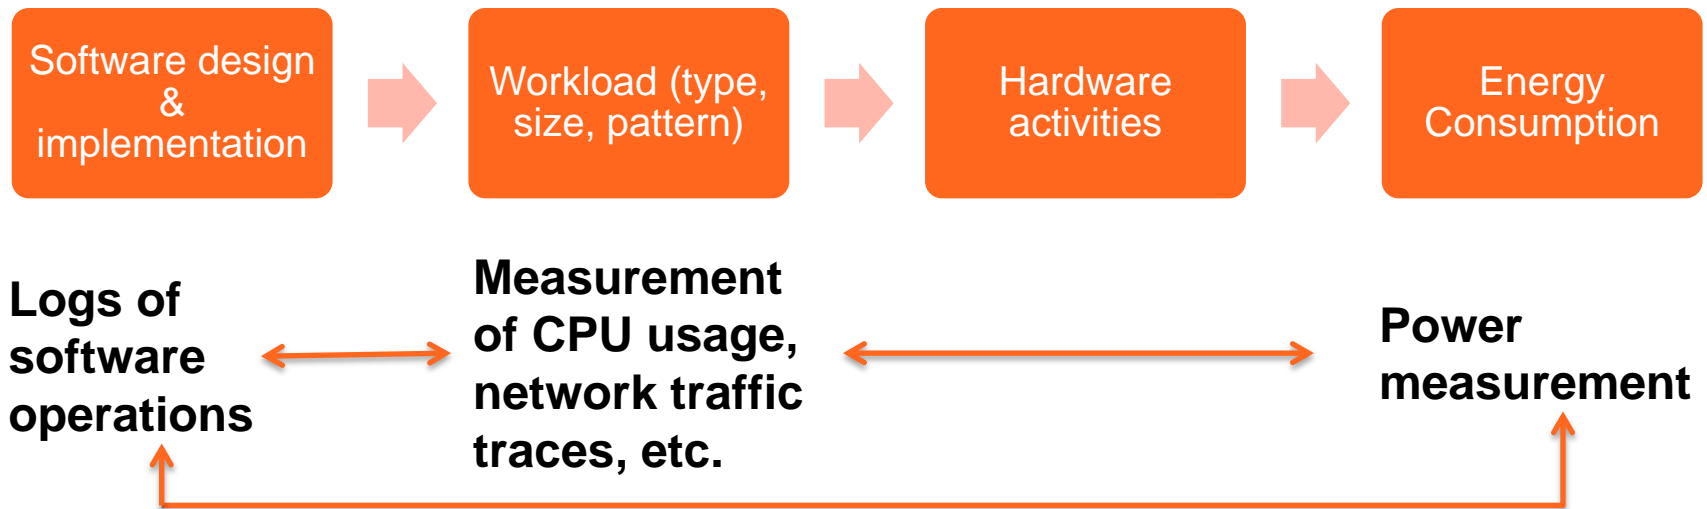 Software design
&
implementation
Workload (type,
size, pattern)
Hardware
activities
Energy
Consumption
Logs of
software
operations
Measurement
of CPU usage,
network traffic
traces, etc.
Power
measurement